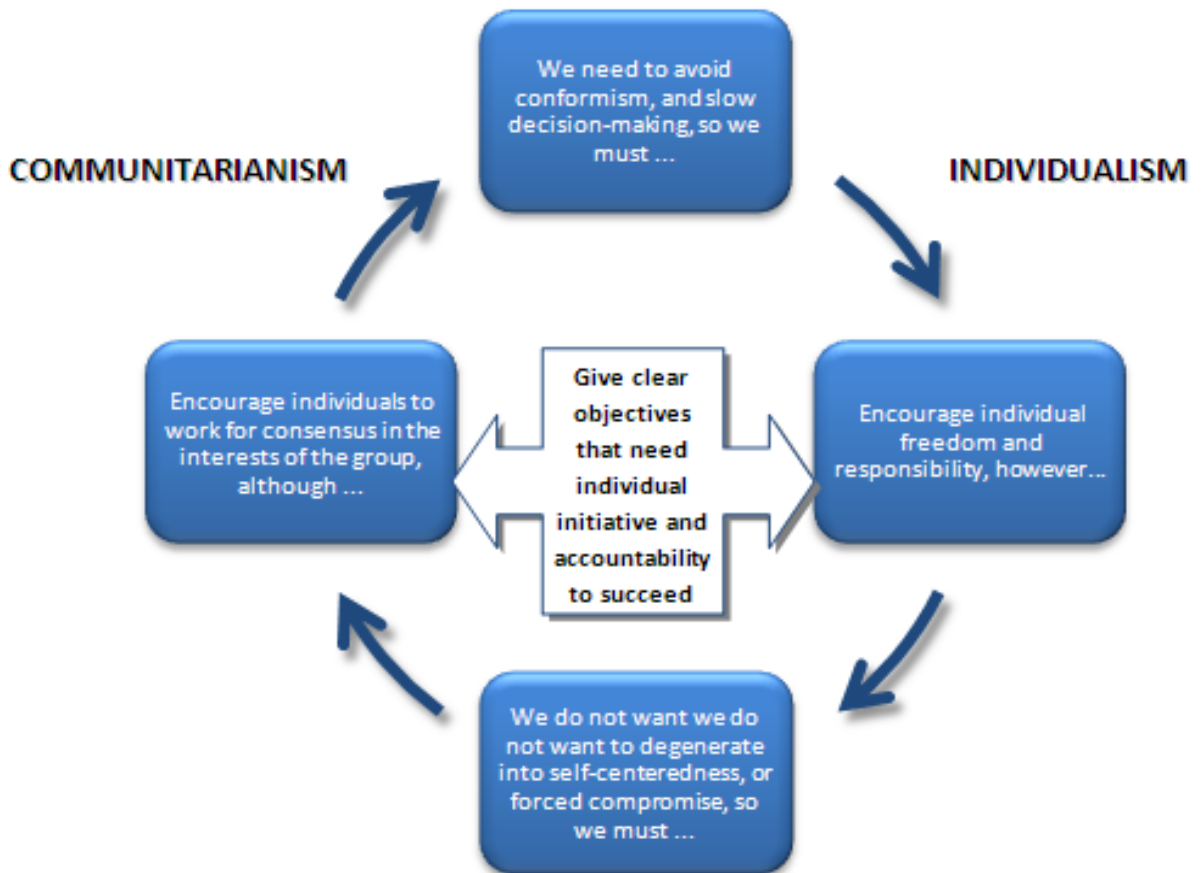 We need to avoid
conformism, and slow
decision-making, so we
must ...
COMMUNITARIANISM
INDIVIDUALISM
Encourage individuals to
work for consensus in the
interests of the group,
although ...
Give clear
objectives
that need
individual
initiative and
accountability
to succeed
Encourage individual
freedom and
responsibility, however...
We do not want we do
not want to degenerate
into self-centeredness, or
forced compromise, so
we must ...